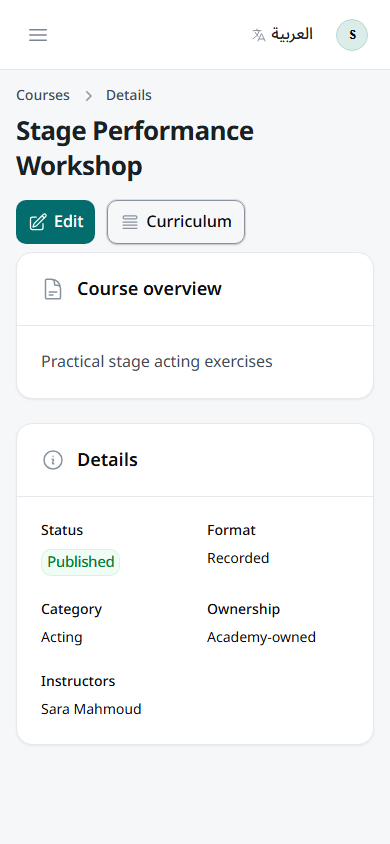 العربية
S
Courses > Details
Stage Performance
Workshop
Edit
Curriculum
Course overview
Practical stage acting exercises
Details
Status
Format
Published
Recorded
Category
Ownership
Acting
Academy-owned
Instructors
Sara Mahmoud